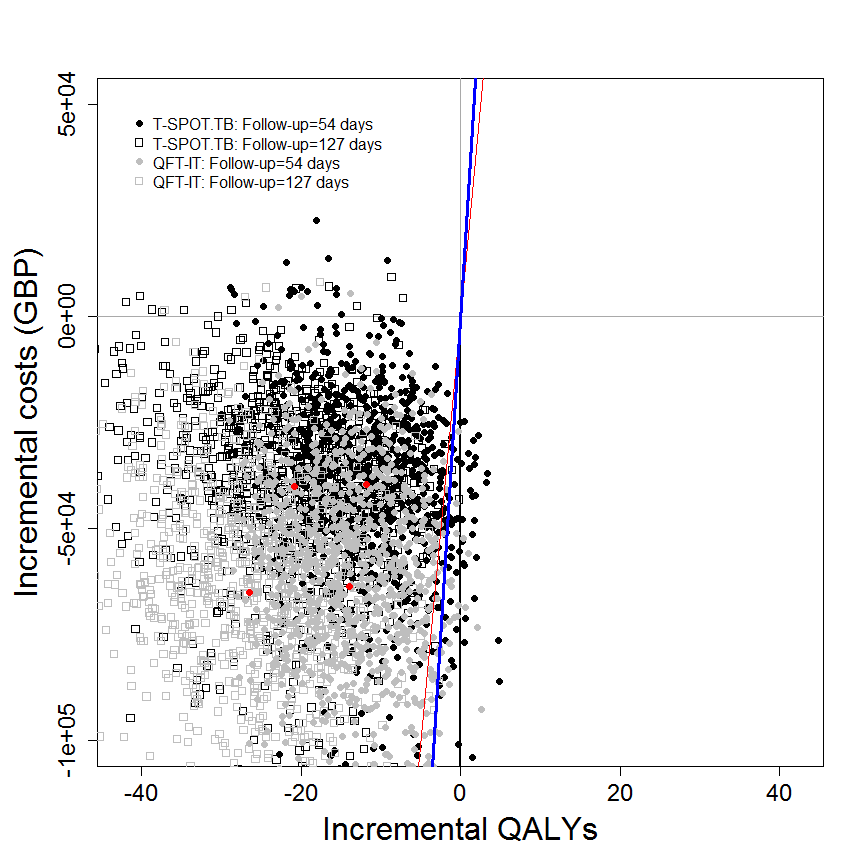 5e+04
0e+00
-5e+04
-1e+05
Incremental costs (GBP)
T-SPOT.TB: Follow-up=54 days
T-SPOT.TB: Follow-up=127 days
QFT-IT: Follow-up=54 days
QFT-IT: Follow-up=127 days
-40 -20 0 20 40
Incremental QALYs